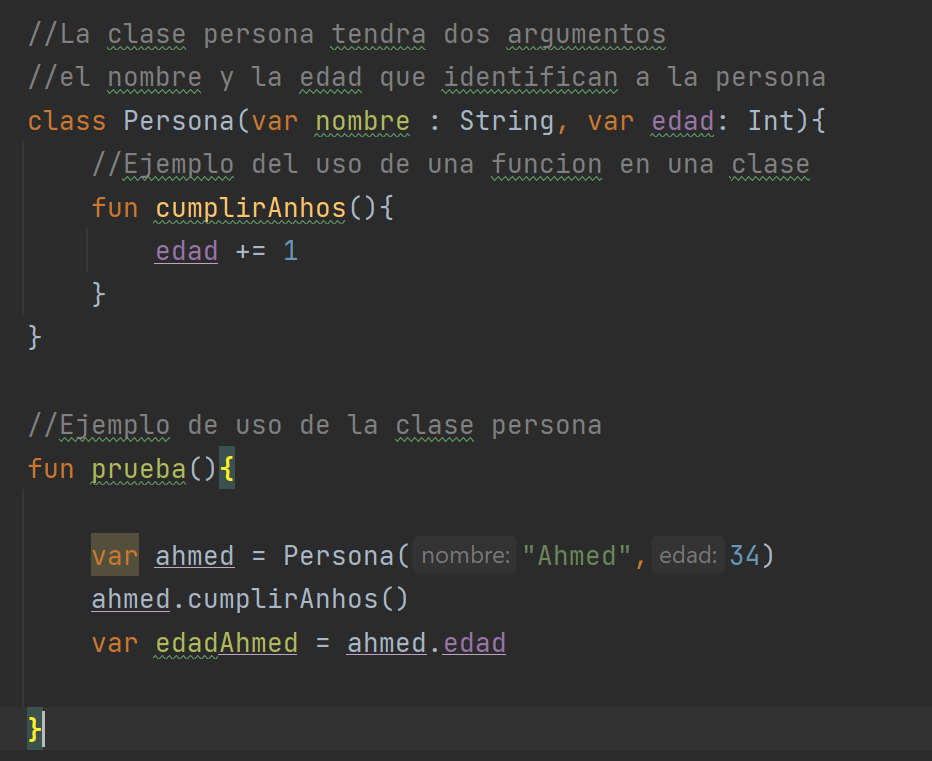 //La clase persona tendra dos argumentos
//el nombre y la edad que identifican a la persona
class Persona(var nombre : String, var edad: Int){
//Ejemplo del uso de una funcion en una clase
fun cumplirAnhos(){
edad += 1
}
}
//Ejemplo de uso de la clase persona
fun prueba(){
var ahmed = Persona( nombre: "Ahmed", edad: 34)
ahmed.cumplirAnhos()
var edadAhmed = ahmed.edad
}